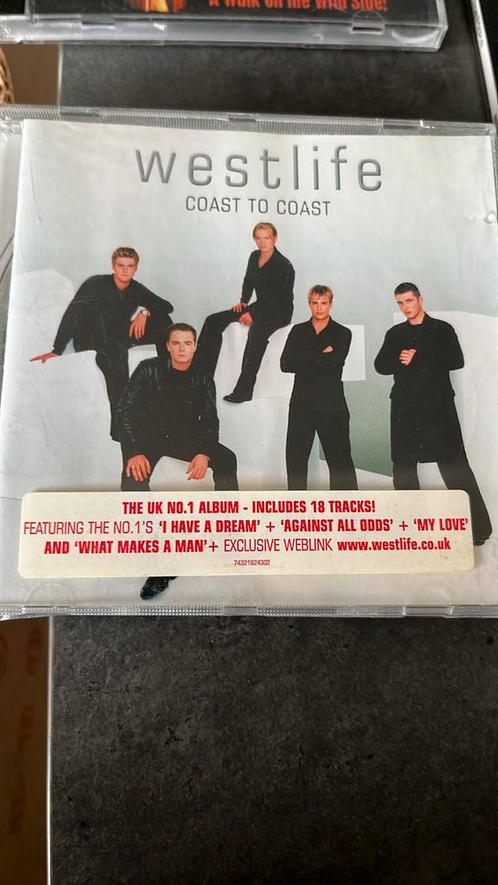 A Walk on the Wild Side!
westlife
COAST TO COAST
THE UK NO.1 ALBUM - INCLUDES 18 TRACKS!
FEATURING THE NO.1'S 'I HAVE A DREAM' + 'AGAINST ALL ODDS' + 'MY LOVE'
AND 'WHAT MAKES A MAN' + EXCLUSIVE WEBLINK www.westlife.co.uk
74321824302